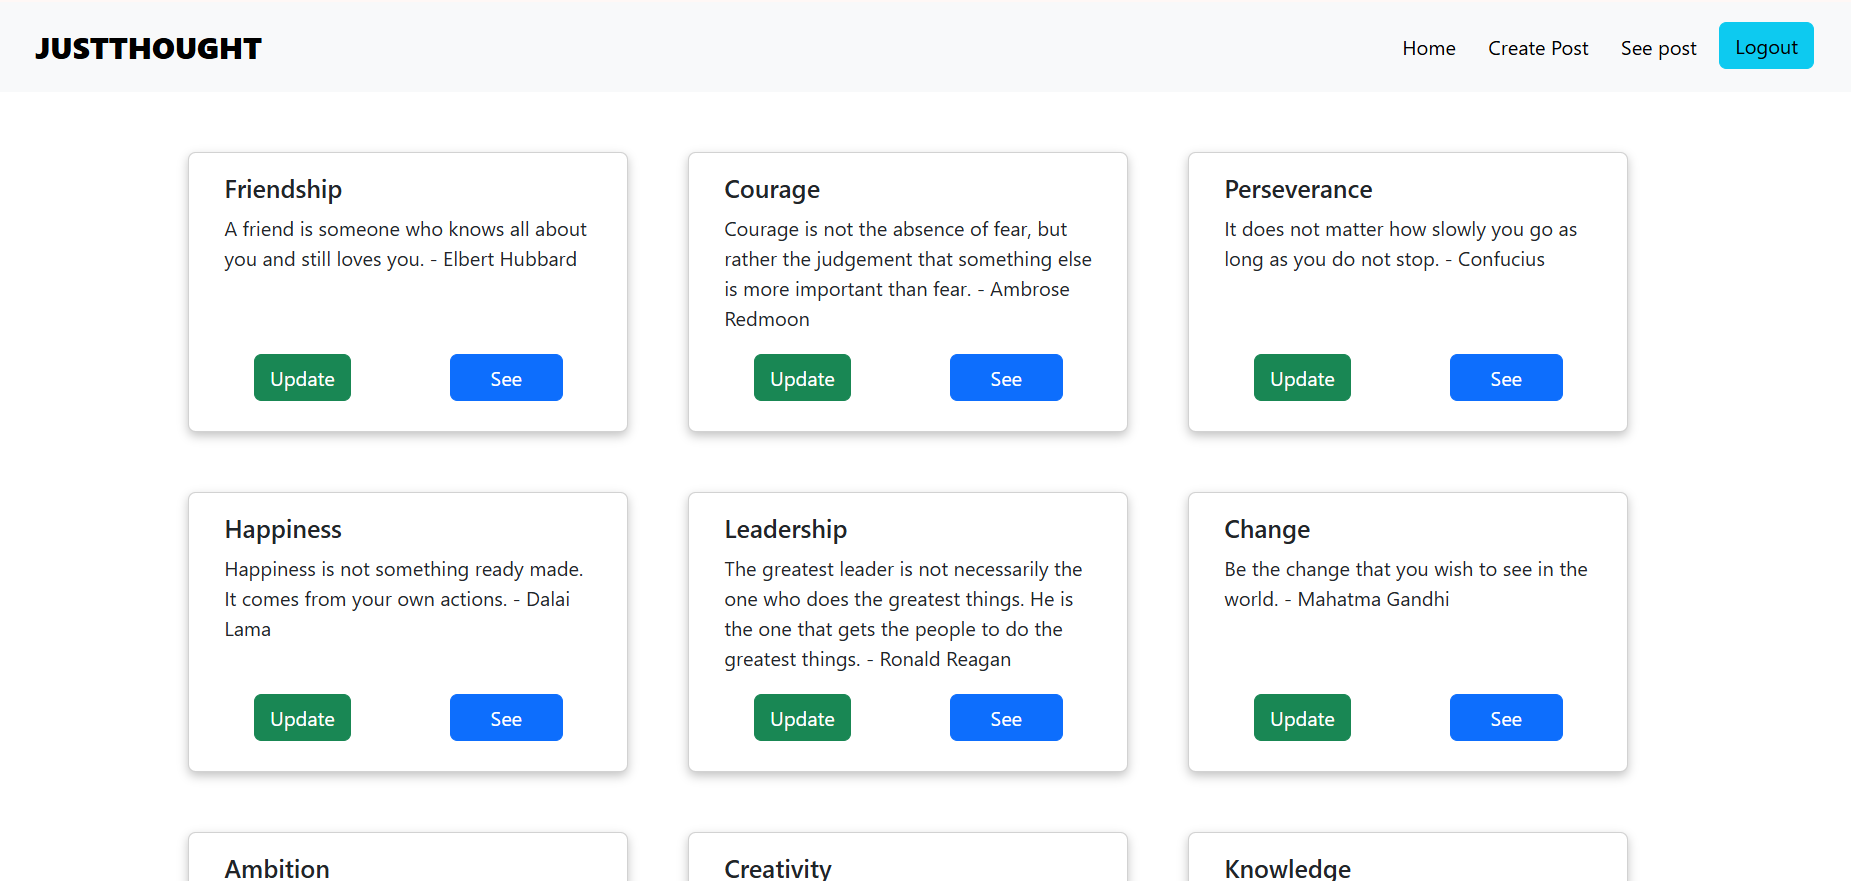 JUSTTHOUGHT
Home
Create Post
See post
Logout
Friendship
A friend is someone who knows all about
you and still loves you. - Elbert Hubbard
Update
See
Courage
Courage is not the absence of fear, but
rather the judgement that something else
is more important than fear. - Ambrose
Redmoon
Update
See
Perseverance
It does not matter how slowly you go as
long as you do not stop. - Confucius
Update
See
Happiness
Happiness is not something ready made.
It comes from your own actions. - Dalai
Lama
Update
See
Leadership
The greatest leader is not necessarily the
one who does the greatest things. He is
the one that gets the people to do the
greatest things. - Ronald Reagan
Update
See
Change
Be the change that you wish to see in the
world. - Mahatma Gandhi
Update
See
Ambition
Creativity
Knowledge